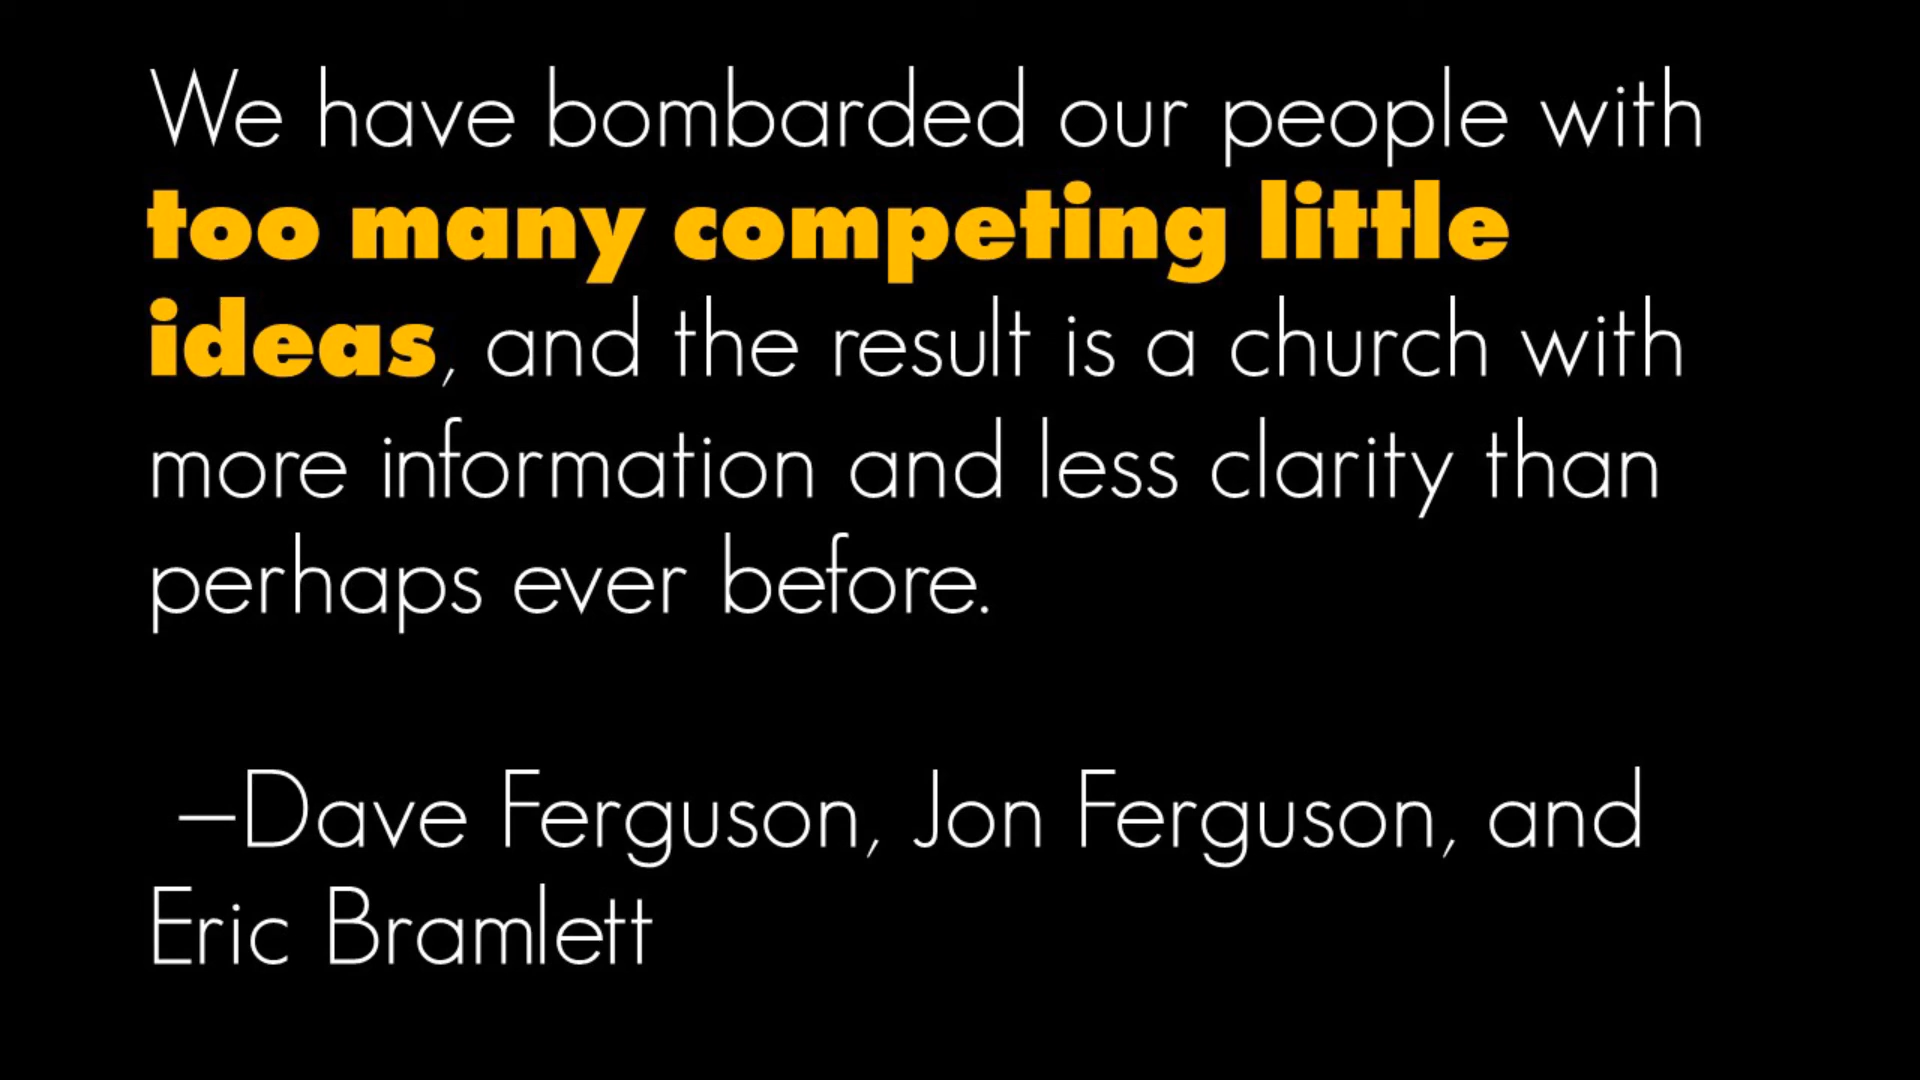 We have bombarded our people with
too many competing little
ideas, and the result is a church with
more information and less clarity than
perhaps ever before.
—Dave Ferguson, Jon Ferguson, and
Eric Bramlett